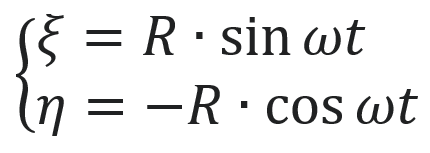 ξ = R · sin ωt
η = −R · cos ωt